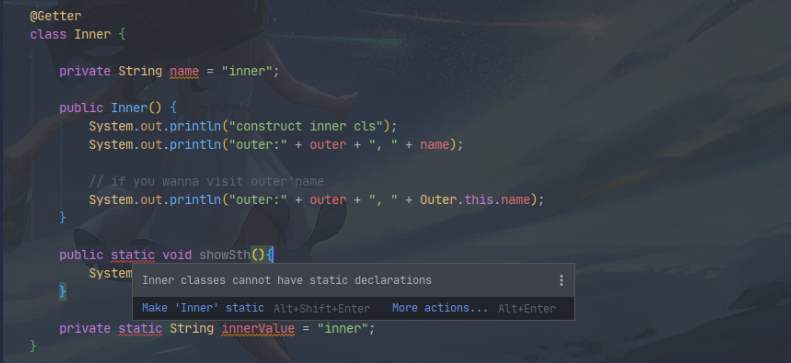 @Getter
class Inner {
private String name = "inner";
public Inner() {
System.out.println("construct inner cls");
System.out.println("outer:" + outer + ", " + name);
// if you wanna visit outer'name
System.out.println("outer:" + outer + ", " + Outer.this.name);
}
public static void showSth(){
System
Inner classes cannot have static declarations
Make 'Inner' static Alt+Shift+Enter More actions... Alt+Enter
}
private static String innerValue = "inner";
}